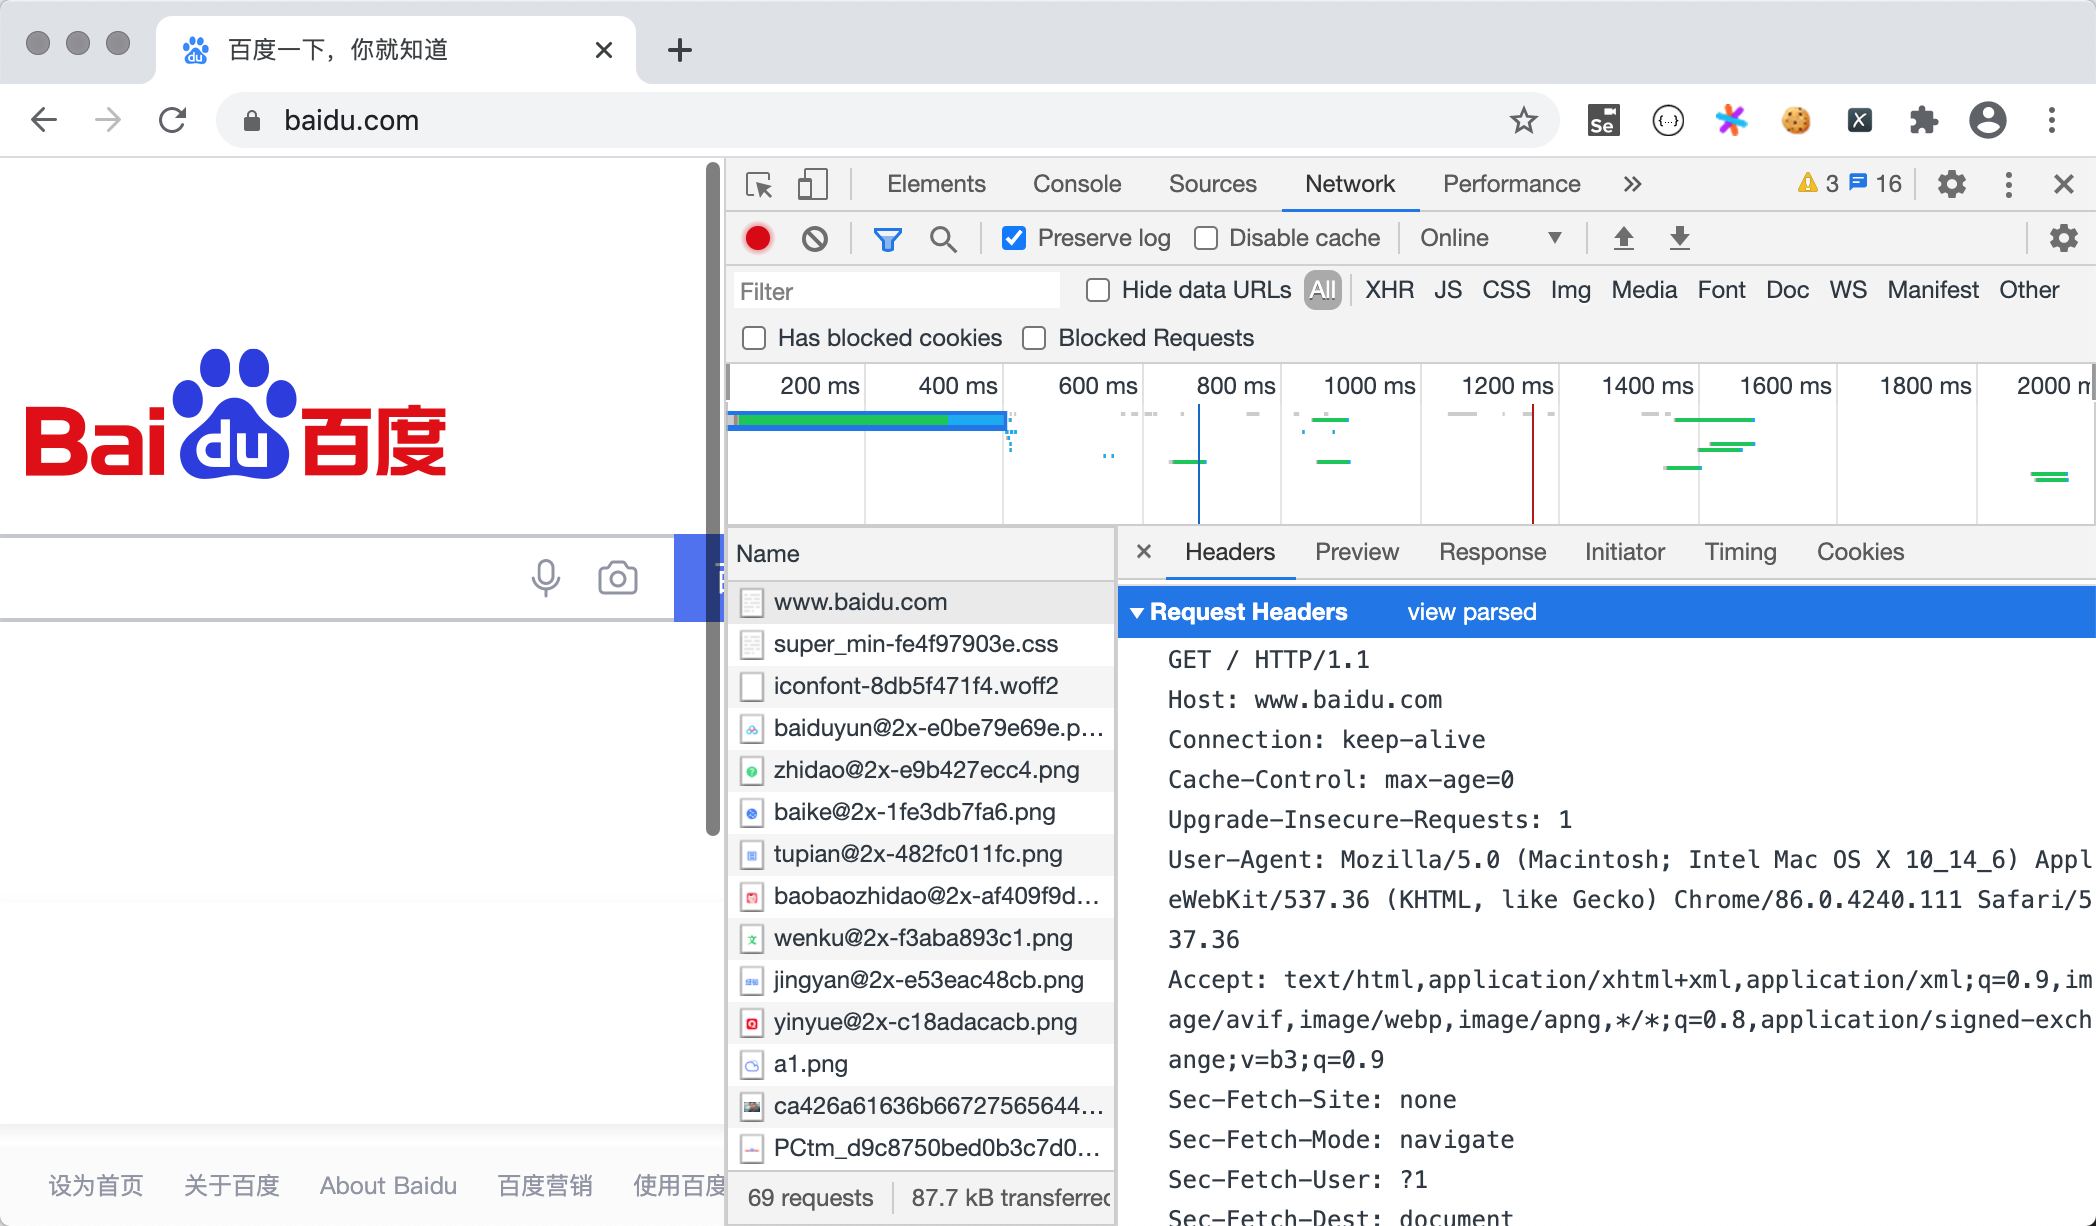 百度一下，你就知道
baidu.com
Se
Elements Console Sources Network Performance
3 16
Preserve log Disable cache Online
Filter Hide data URLs All XHR JS CSS Img Media Font Doc WS Manifest Other
Has blocked cookies Blocked Requests
200 ms 400 ms 600 ms 800 ms 1000 ms 1200 ms 1400 ms 1600 ms 1800 ms 2000 m
Bai du 百度
Name
www.baidu.com
super_min-fe4f97903e.css
iconfont-8db5f471f4.woff2
baiduyun@2x-e0be79e69e.p…
zhidao@2x-e9b427ecc4.png
baike@2x-1fe3db7fa6.png
tupian@2x-482fc011fc.png
baobaozhidao@2x-af409f9d…
wenku@2x-f3aba893c1.png
jingyan@2x-e53eac48cb.png
yinyue@2x-c18adacacb.png
a1.png
ca426a61636b66727565644…
PCtm_d9c8750bed0b3c7d0…
69 requests 87.7 kB transferred
Headers Preview Response Initiator Timing Cookies
Request Headers view parsed
GET / HTTP/1.1
Host: www.baidu.com
Connection: keep-alive
Cache-Control: max-age=0
Upgrade-Insecure-Requests: 1
User-Agent: Mozilla/5.0 (Macintosh; Intel Mac OS X 10_14_6) Appl
eWebKit/537.36 (KHTML, like Gecko) Chrome/86.0.4240.111 Safari/5
37.36
Accept: text/html,application/xhtml+xml,application/xml;q=0.9,im
age/avif,image/webp,image/apng,*/*;q=0.8,application/signed-exch
ange;v=b3;q=0.9
Sec-Fetch-Site: none
Sec-Fetch-Mode: navigate
Sec-Fetch-User: ?1
Sec-Fetch-Dest: document
设为首页 关于百度 About Baidu 百度营销 使用百度